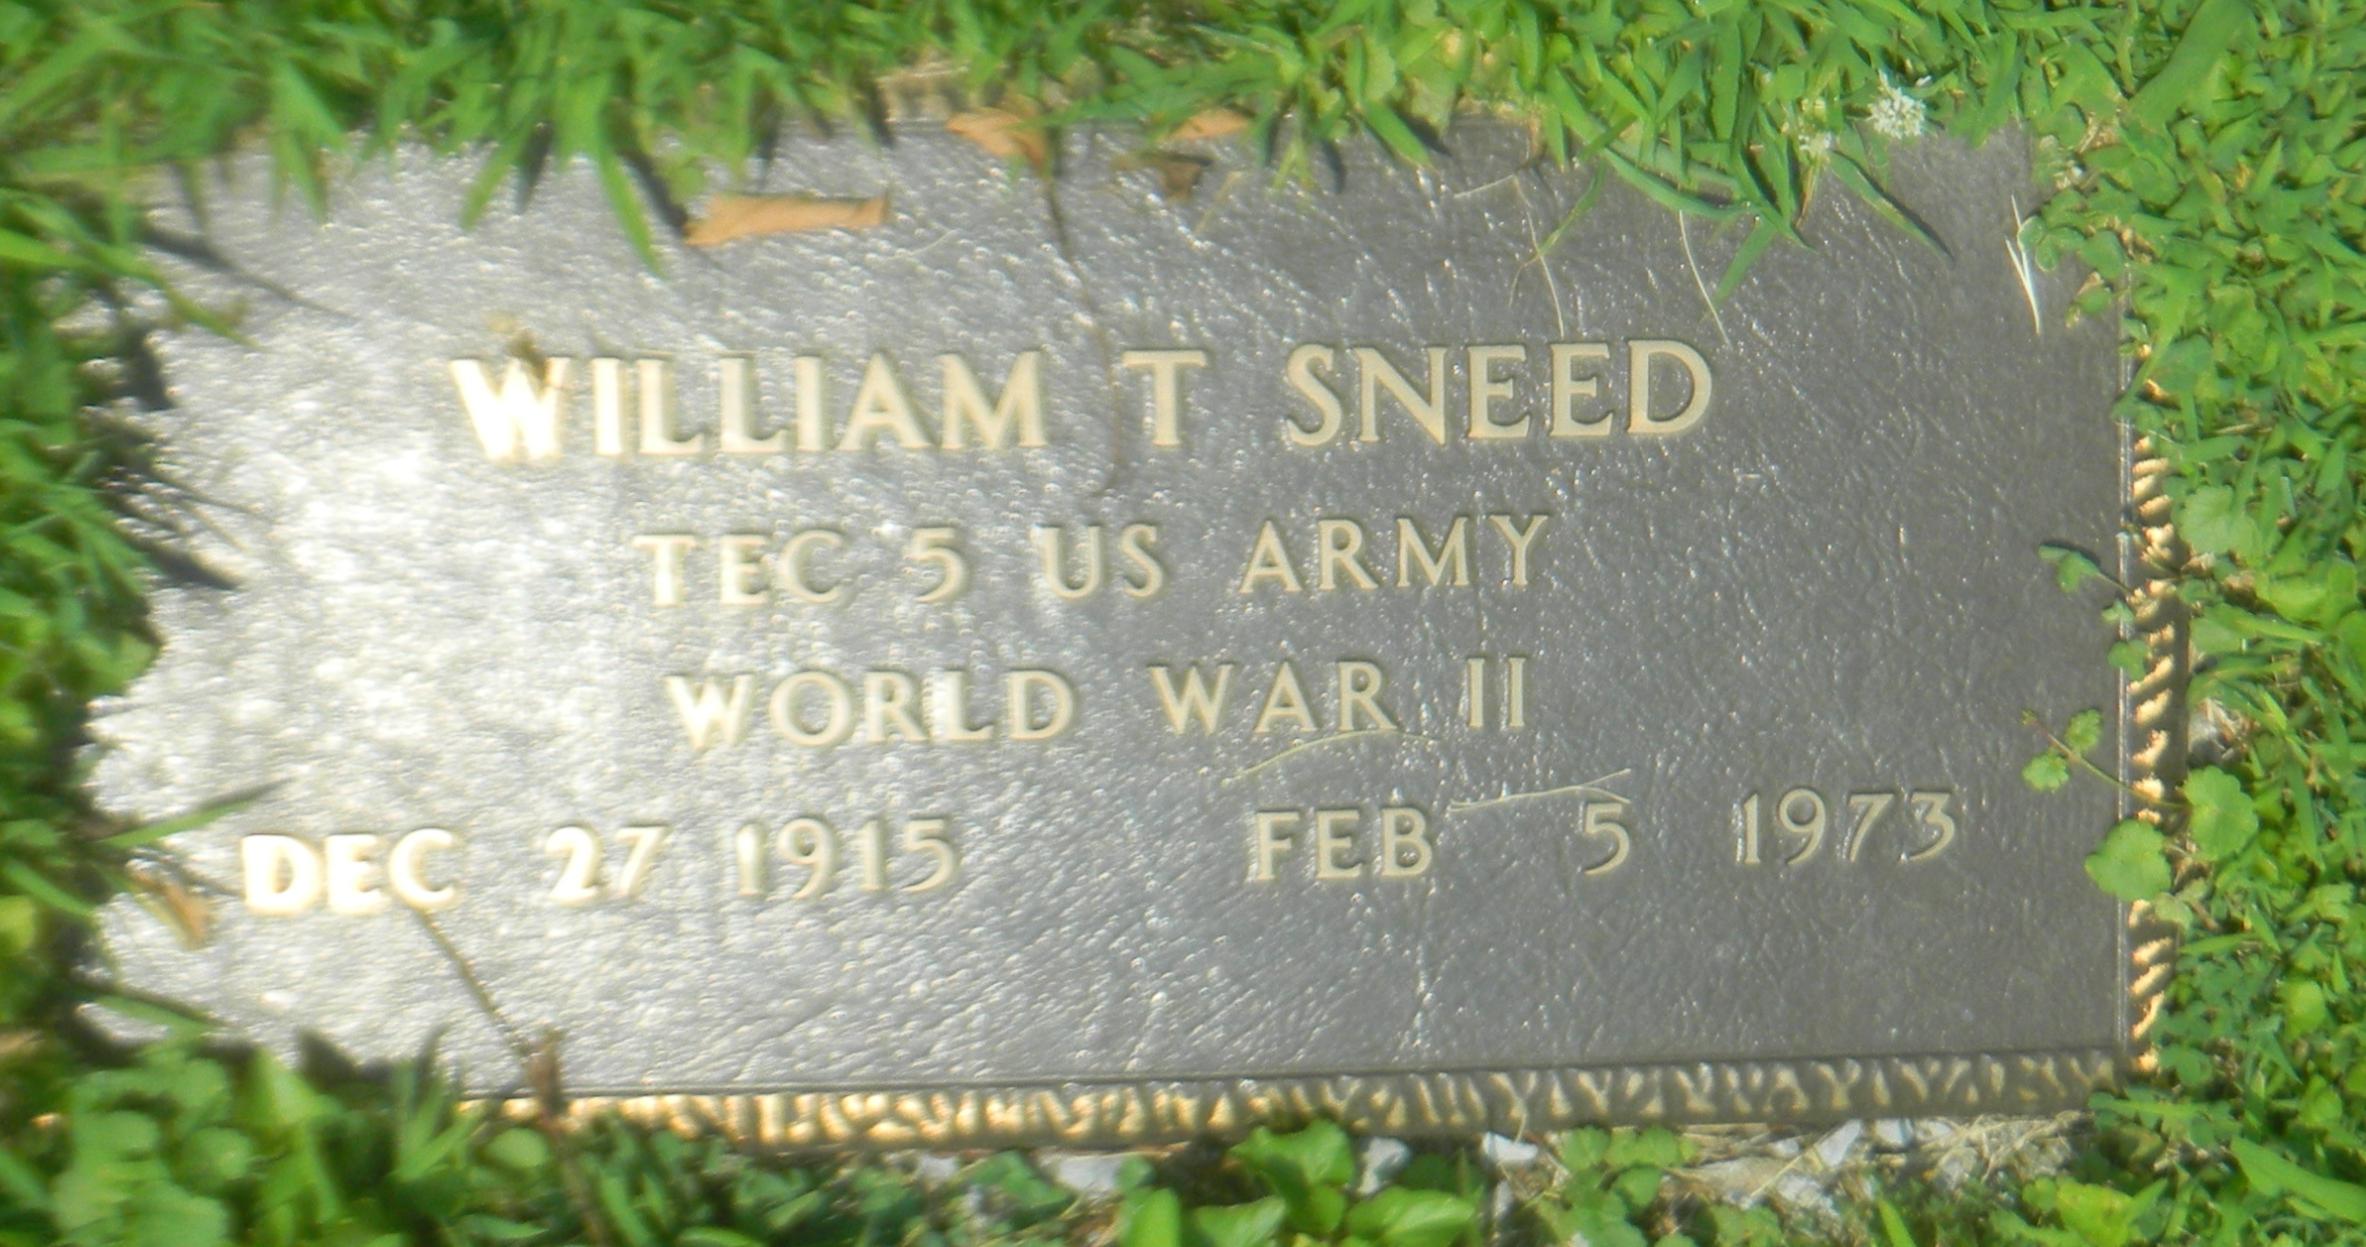 WILLIAM T SNEED
TEC 5 US ARMY
WORLD WAR II
DEC 27 1915 FEB 5 1973